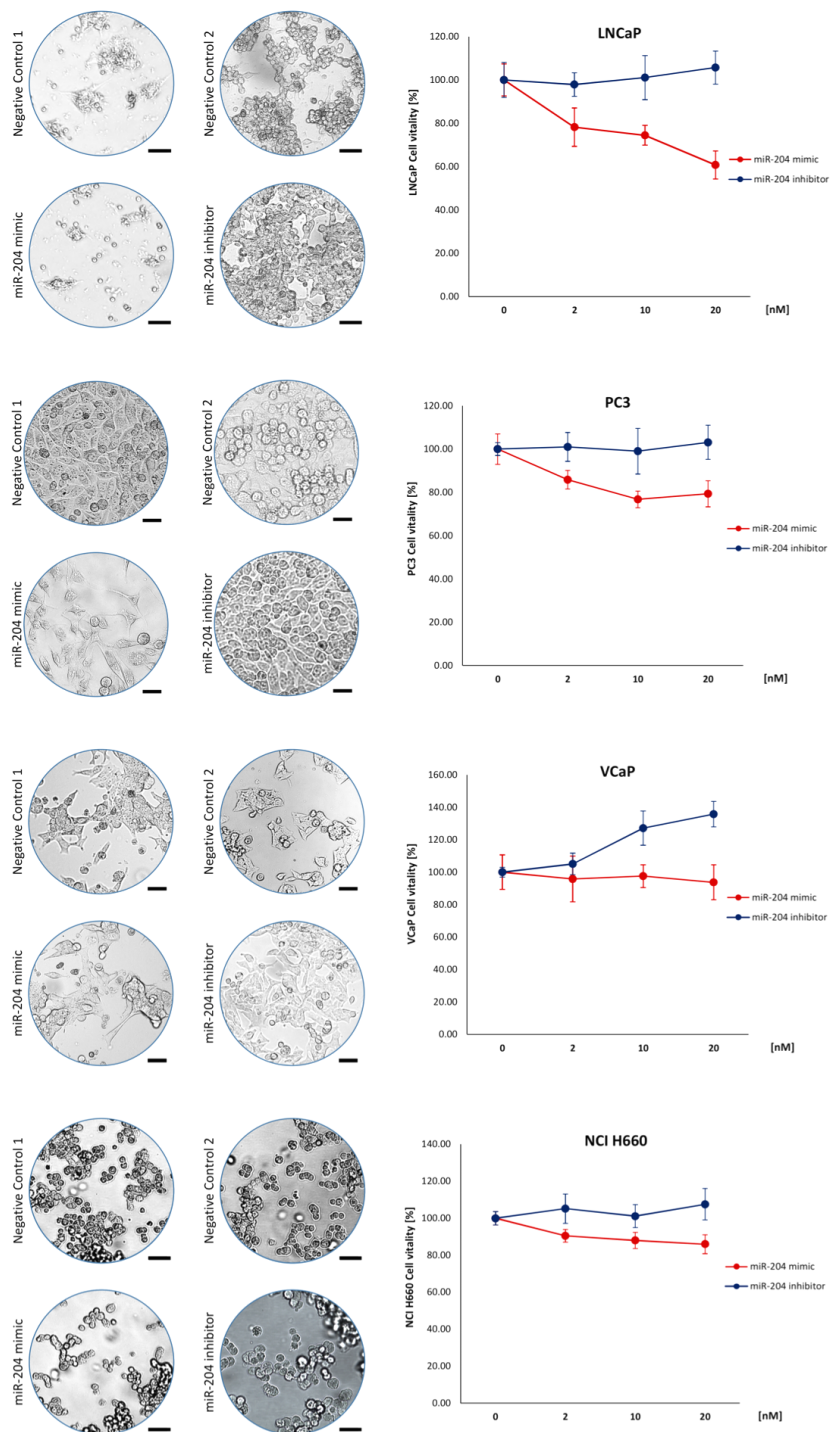 Negative Control 1
Negative Control 2
miR-204 mimic
miR-204 inhibitor
LNCaP
LNCaP Cell vitality [%]
120.00
100.00
80.00
60.00
40.00
20.00
0.00
0 2 10 20 [nM]
miR-204 mimic
miR-204 inhibitor
Negative Control 1
Negative Control 2
miR-204 mimic
miR-204 inhibitor
PC3
PC3 Cell vitality [%]
120.00
100.00
80.00
60.00
40.00
20.00
0.00
0 2 10 20 [nM]
miR-204 mimic
miR-204 inhibitor
Negative Control 1
Negative Control 2
miR-204 mimic
miR-204 inhibitor
VCaP
VCaP Cell vitality [%]
160.00
140.00
120.00
100.00
80.00
60.00
40.00
20.00
0.00
0 2 10 20 [nM]
miR-204 mimic
miR-204 inhibitor
Negative Control 1
Negative Control 2
miR-204 mimic
miR-204 inhibitor
NCI H660
NCI H660 Cell vitality [%]
140.00
120.00
100.00
80.00
60.00
40.00
20.00
0.00
0 2 10 20 [nM]
miR-204 mimic
miR-204 inhibitor